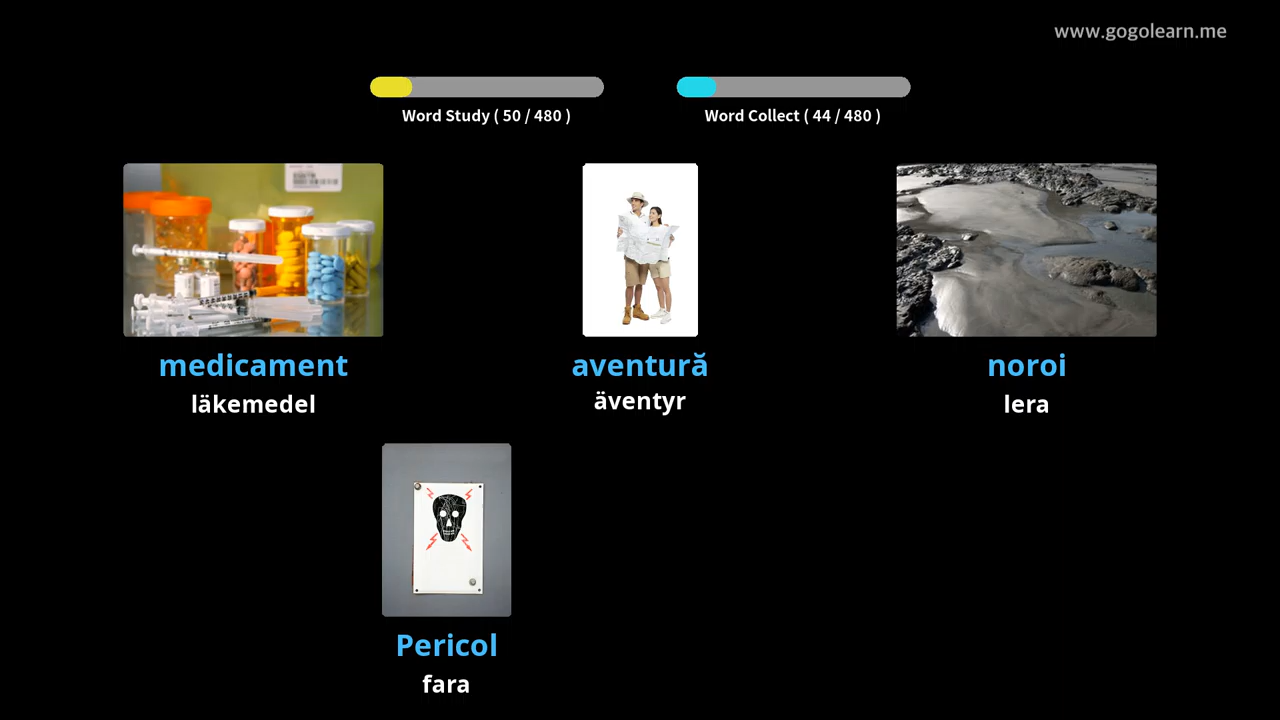 www.gogolearn.me
Word Study ( 50 / 480 )
Word Collect ( 44 / 480 )
medicament
läkemedel
aventură
äventyr
noroi
lera
Pericol
fara